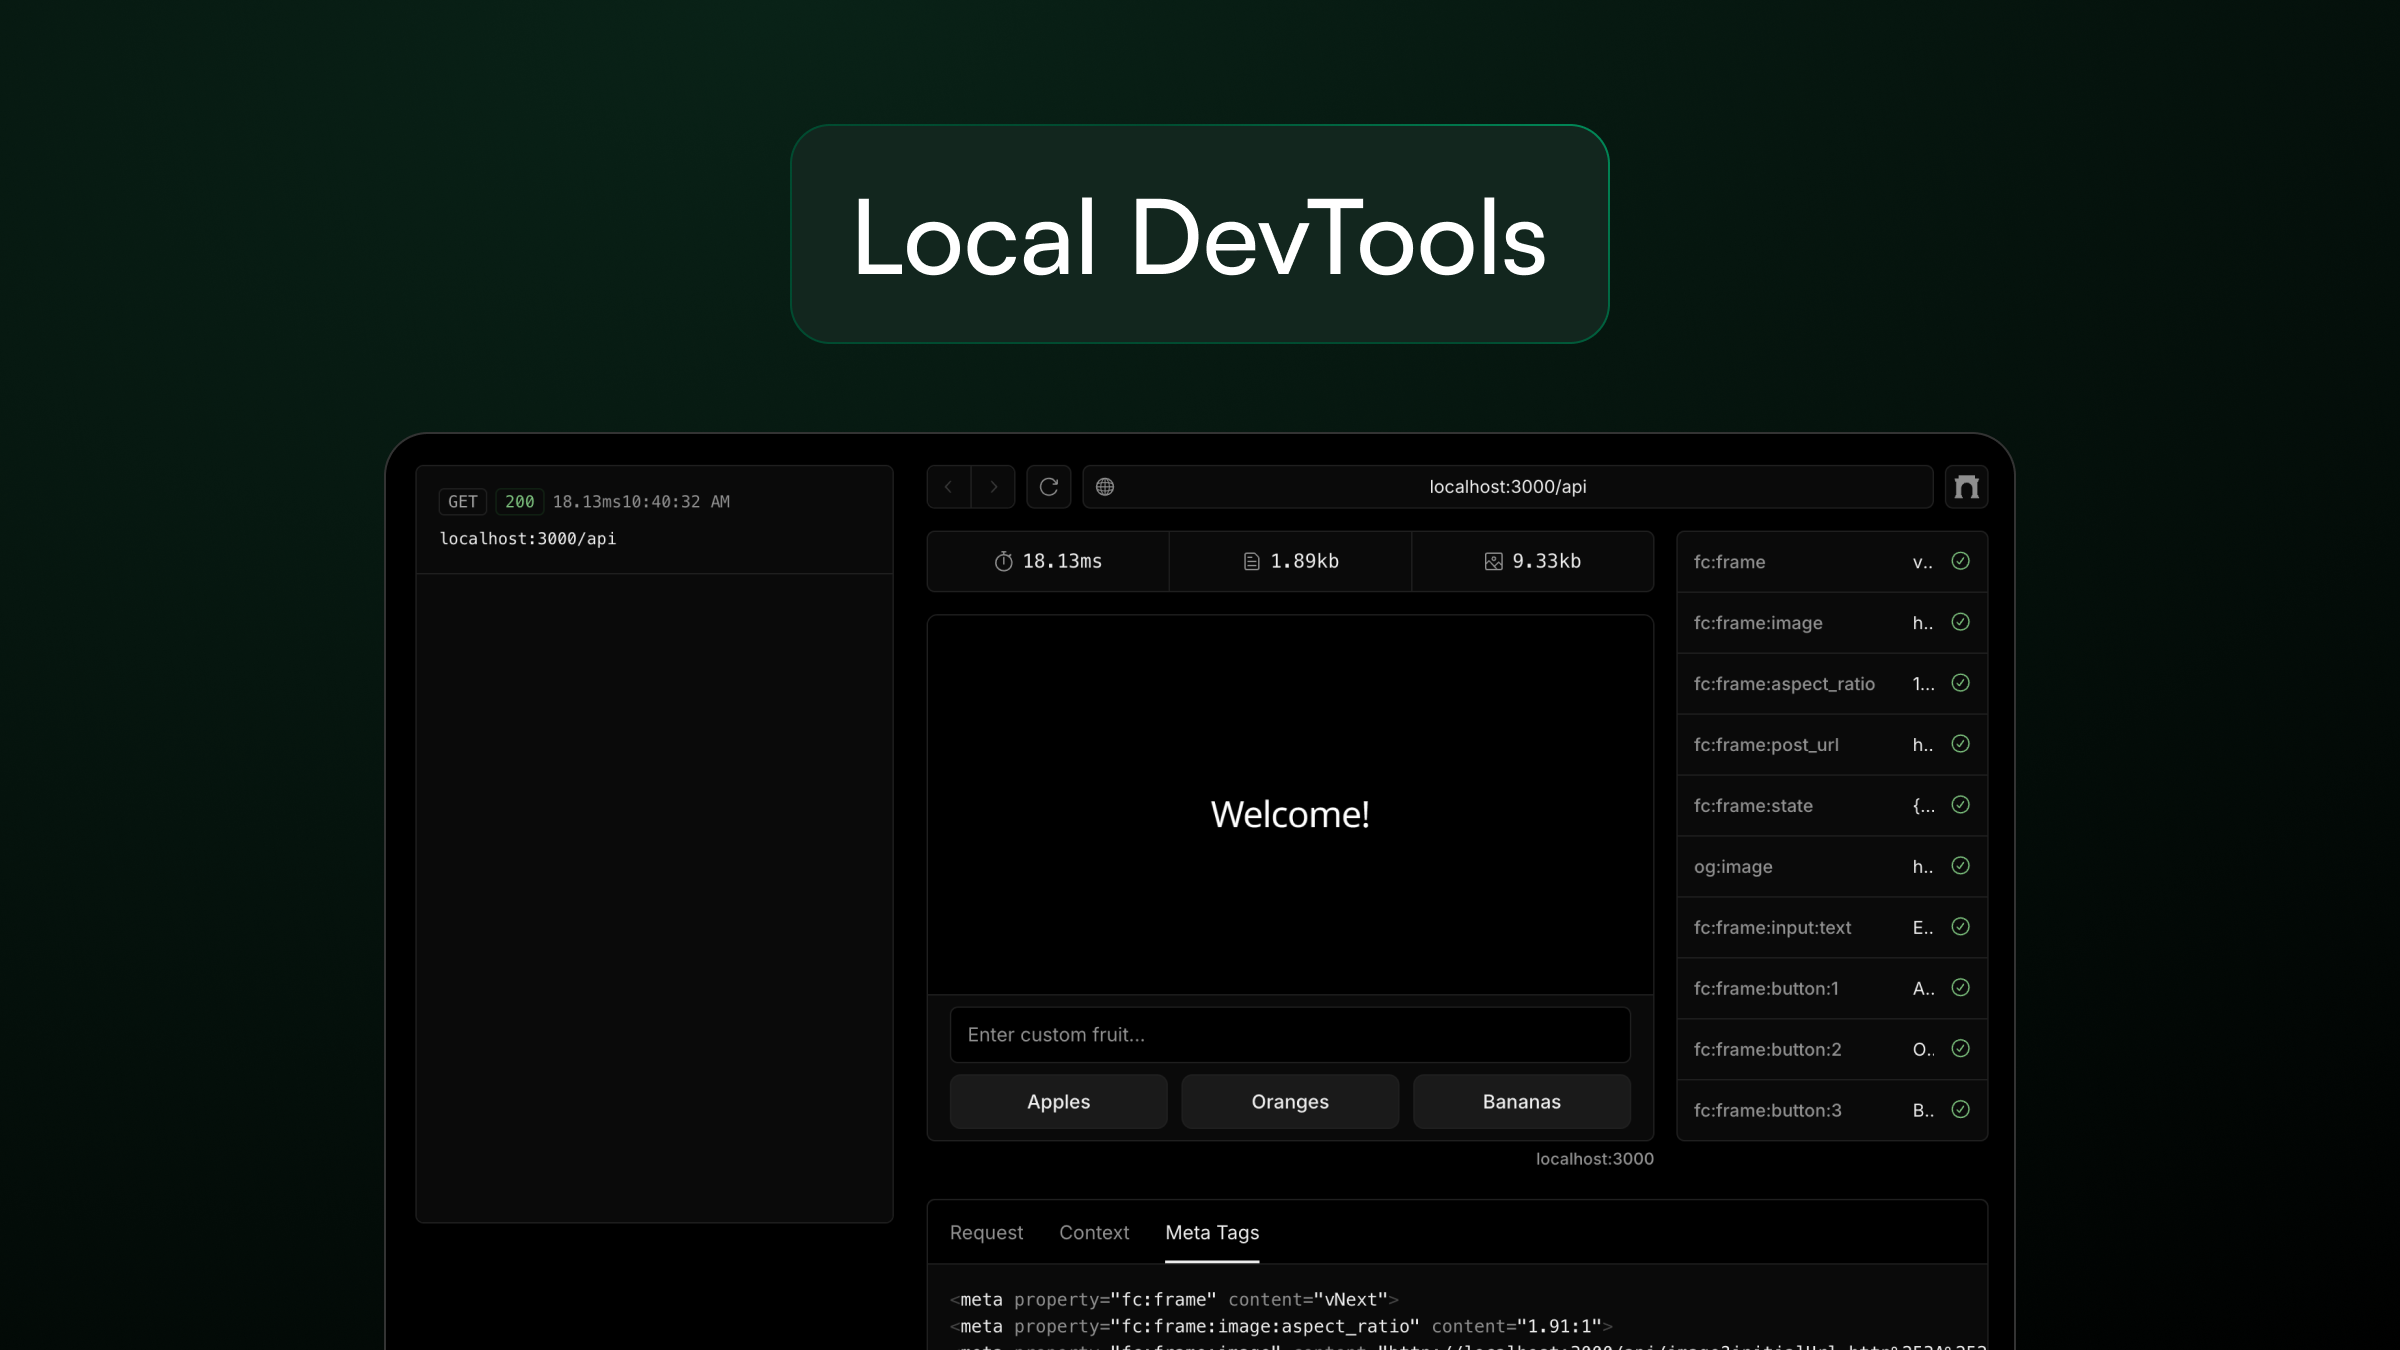 Local DevTools
GET 200 18.13ms10:40:32 AM
localhost:3000/api
localhost:3000/api
18.13ms 1.89kb 9.33kb
Welcome!
Enter custom fruit...
Apples Oranges Bananas
localhost:3000
fc:frame v..
fc:frame:image h..
fc:frame:aspect_ratio 1...
fc:frame:post_url h..
fc:frame:state {...
og:image h..
fc:frame:input:text E..
fc:frame:button:1 A..
fc:frame:button:2 O..
fc:frame:button:3 B..
Request Context Meta Tags
<meta property="fc:frame" content="vNext">
<meta property="fc:frame:image:aspect_ratio" content="1.91:1">